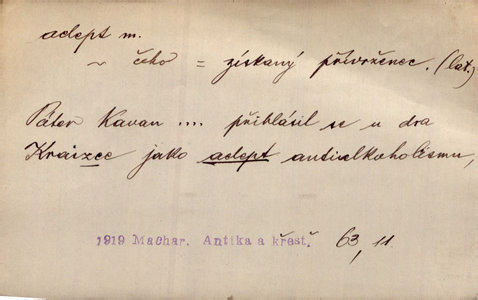 adept m.
~ čeho = získaný přívrženec. (lat.)
Páter Kavan .... přihlásil se u dra
Kraizce jako adept antialkoholismu,
1919 Machar. Antika a křest. 63, 11